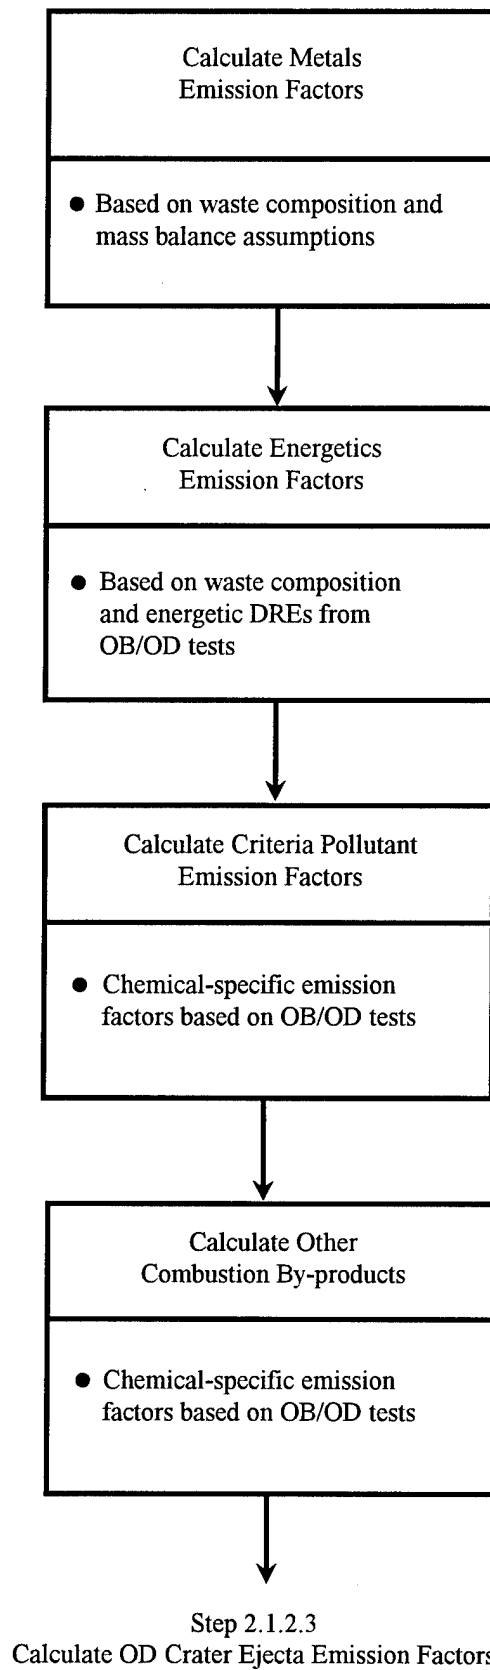 Calculate Metals
Emission Factors
● Based on waste composition and
mass balance assumptions
Calculate Energetics
Emission Factors
● Based on waste composition
and energetic DREs from
OB/OD tests
Calculate Criteria Pollutant
Emission Factors
● Chemical-specific emission
factors based on OB/OD tests
Calculate Other
Combustion By-products
● Chemical-specific emission
factors based on OB/OD tests
Step 2.1.2.3
Calculate OD Crater Ejecta Emission Factors